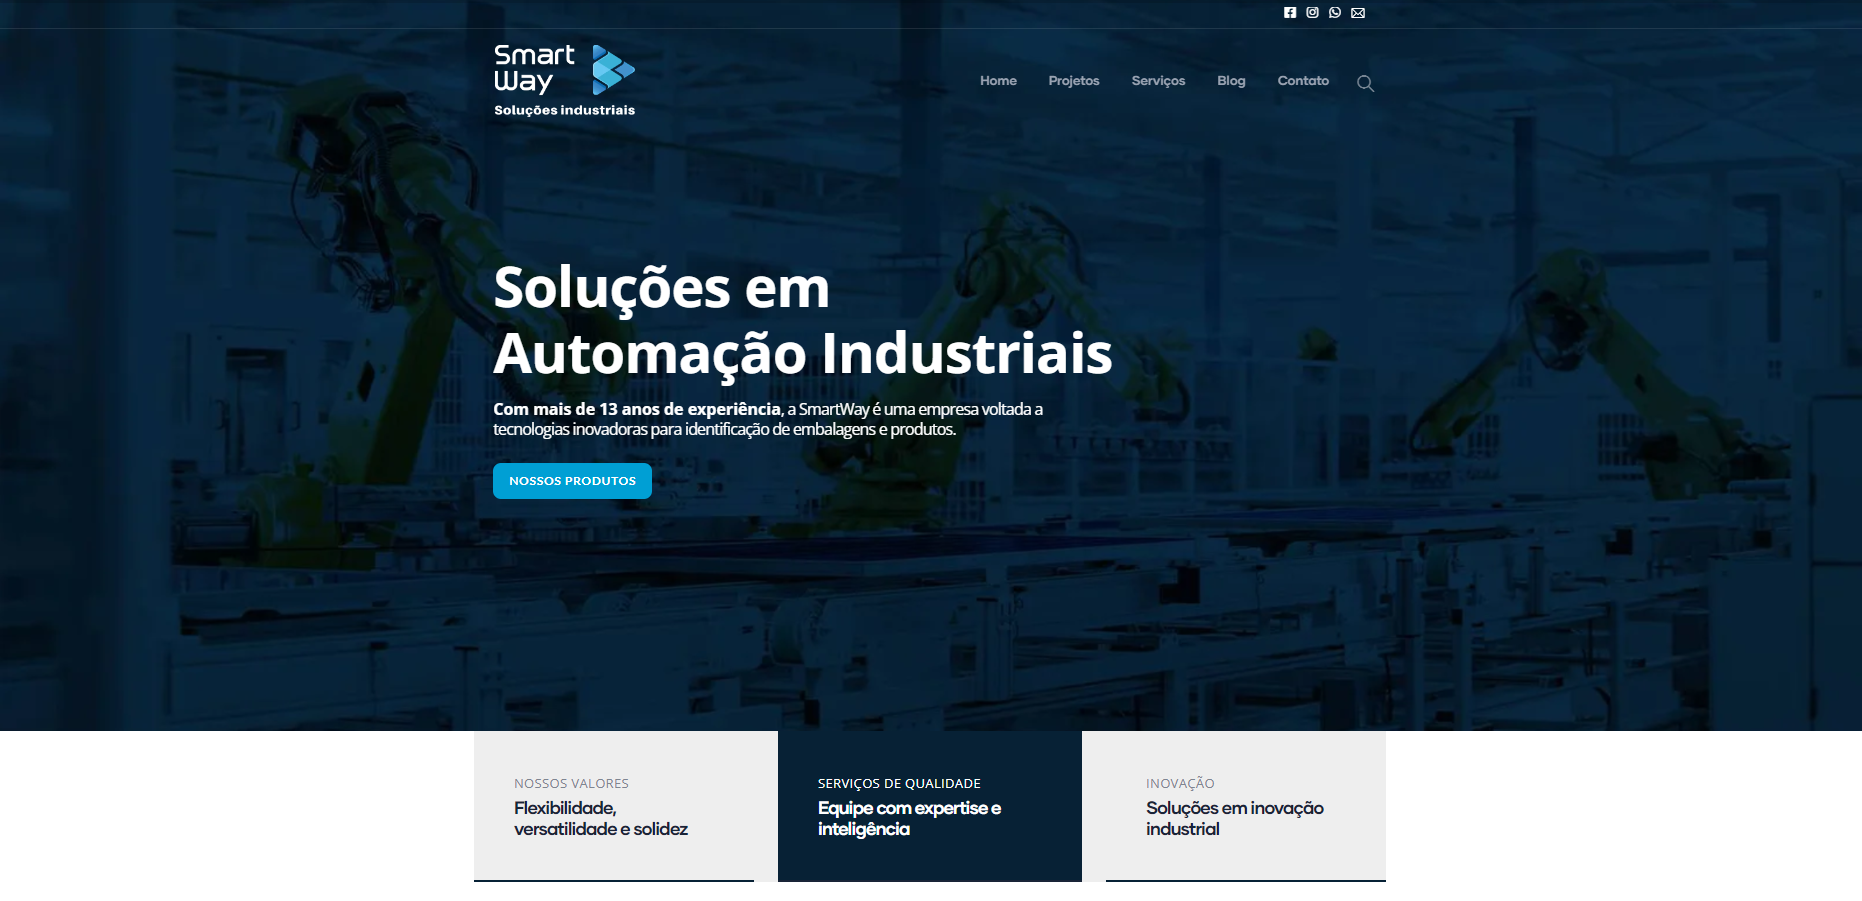 Smart
Way
Soluções industriais
Home Projetos Serviços Blog Contato
Soluções em
Automação Industriais
Com mais de 13 anos de experiência, a SmartWay é uma empresa voltada a
tecnologias inovadoras para identificação de embalagens e produtos.
NOSSOS PRODUTOS
NOSSOS VALORES
Flexibilidade,
versatilidade e solidez
SERVIÇOS DE QUALIDADE
Equipe com expertise e
inteligência
INOVAÇÃO
Soluções em inovação
industrial